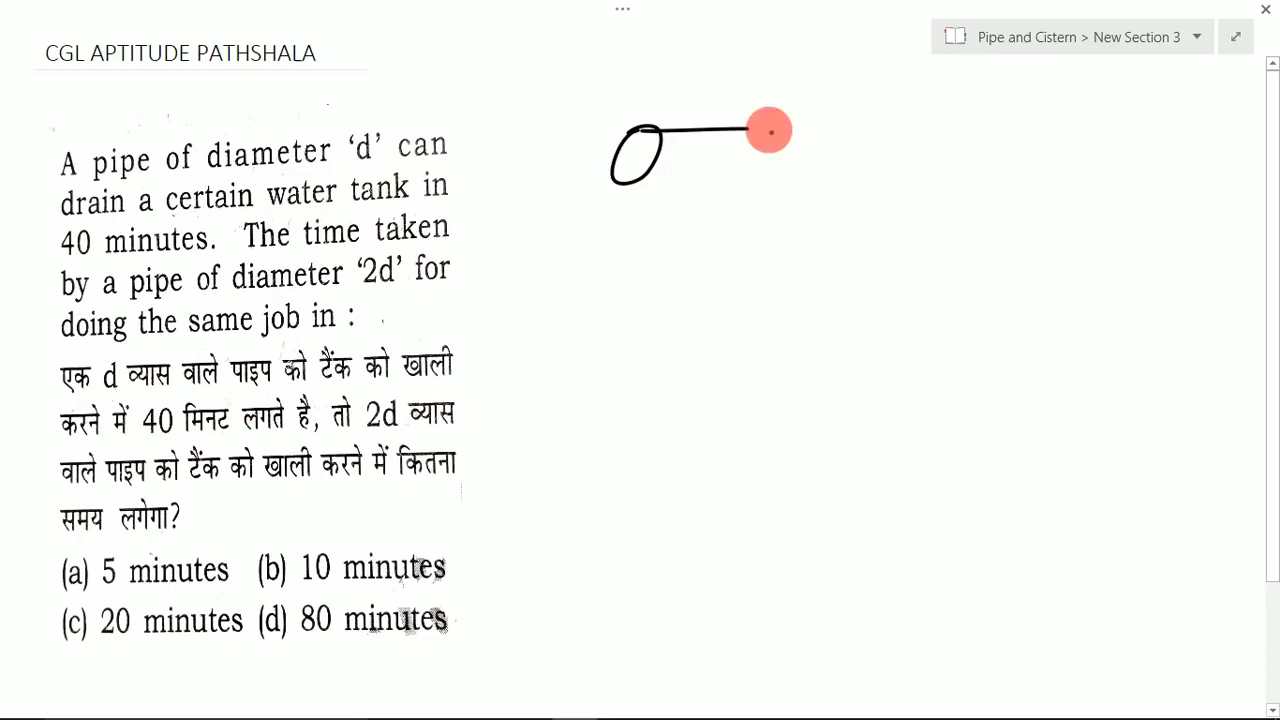 CGL APTITUDE PATHSHALA
Pipe and Cistern > New Section 3
A pipe of diameter ‘d’ can
drain a certain water tank in
40 minutes. The time taken
by a pipe of diameter ‘2d’ for
doing the same job in :
एक d व्यास वाले पाइप को टैंक को खाली
करने में 40 मिनट लगते है, तो 2d व्यास
वाले पाइप को टैंक को खाली करने में कितना
समय लगेगा?
(a) 5 minutes (b) 10 minutes
(c) 20 minutes (d) 80 minutes